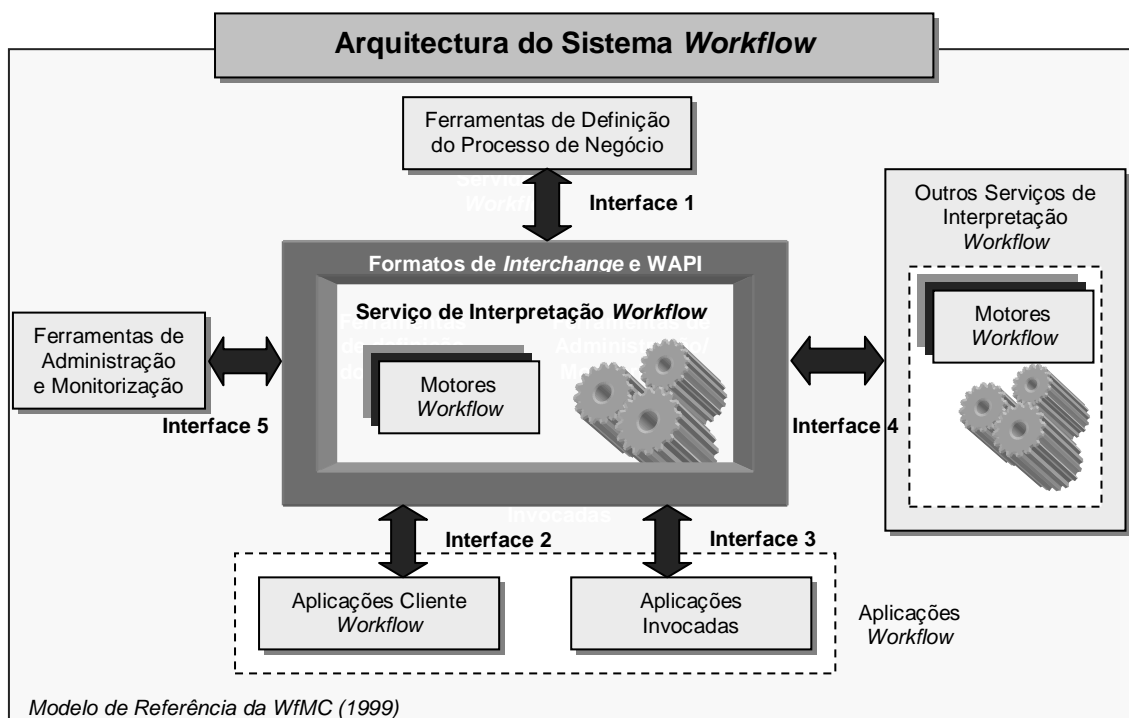 Arquitectura do Sistema Workflow
Ferramentas de Definição
do Processo de Negócio
Interface 1
Outros Serviços de
Interpretação
Workflow
Motores
Workflow
Formatos de Interchange e WAPI
Serviço de Interpretação Workflow
Motores
Workflow
Ferramentas de
Administração
e Monitorização
Interface 5
Interface 4
Interface 2
Interface 3
Aplicações Cliente
Workflow
Aplicações
Invocadas
Aplicações
Workflow
Modelo de Referência da WfMC (1999)